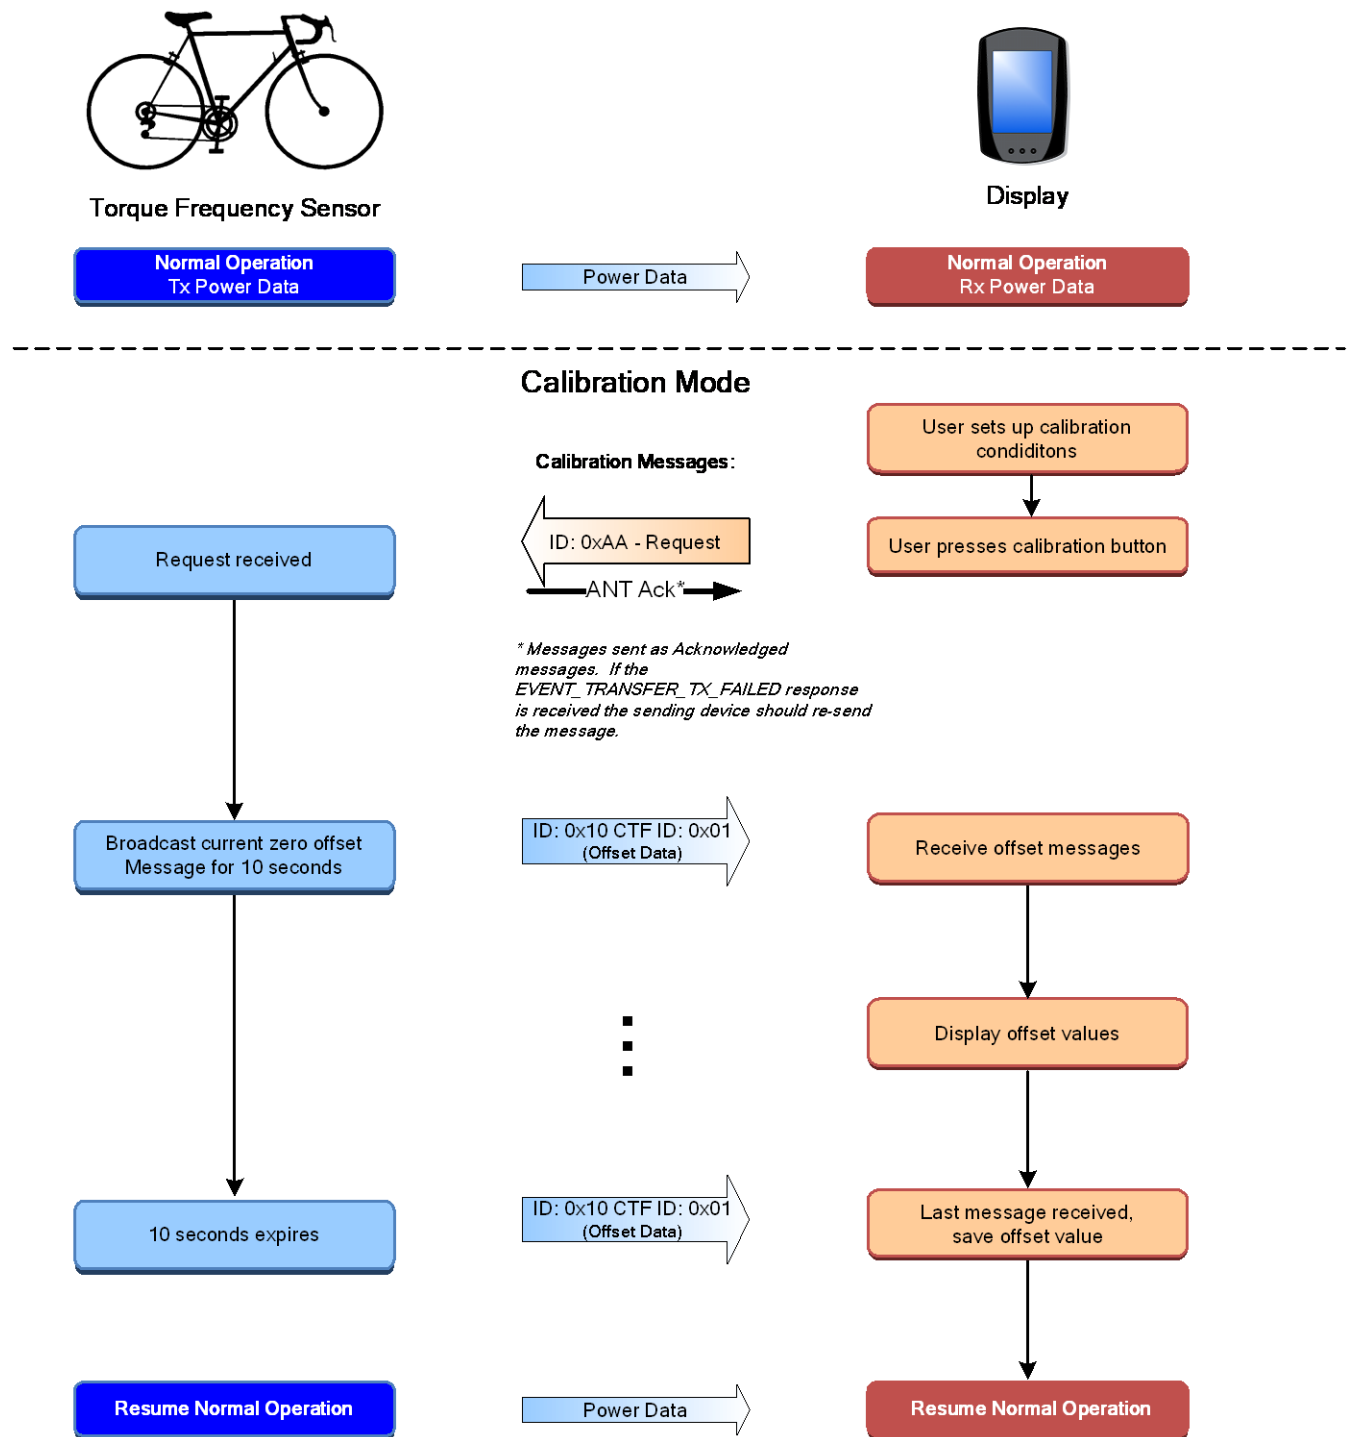 Torque Frequency Sensor
Display
Normal Operation
Tx Power Data
Power Data
Normal Operation
Rx Power Data
Calibration Mode
User sets up calibration
condiditons
Calibration Messages:
Request received
ID: 0xAA - Request
User presses calibration button
ANT Ack*
* Messages sent as Acknowledged
messages. If the
EVENT_TRANSFER_TX_FAILED response
is received the sending device should re-send
the message.
Broadcast current zero offset
Message for 10 seconds
ID: 0x10 CTF ID: 0x01
(Offset Data)
Receive offset messages
Display offset values
10 seconds expires
ID: 0x10 CTF ID: 0x01
(Offset Data)
Last message received,
save offset value
Resume Normal Operation
Power Data
Resume Normal Operation